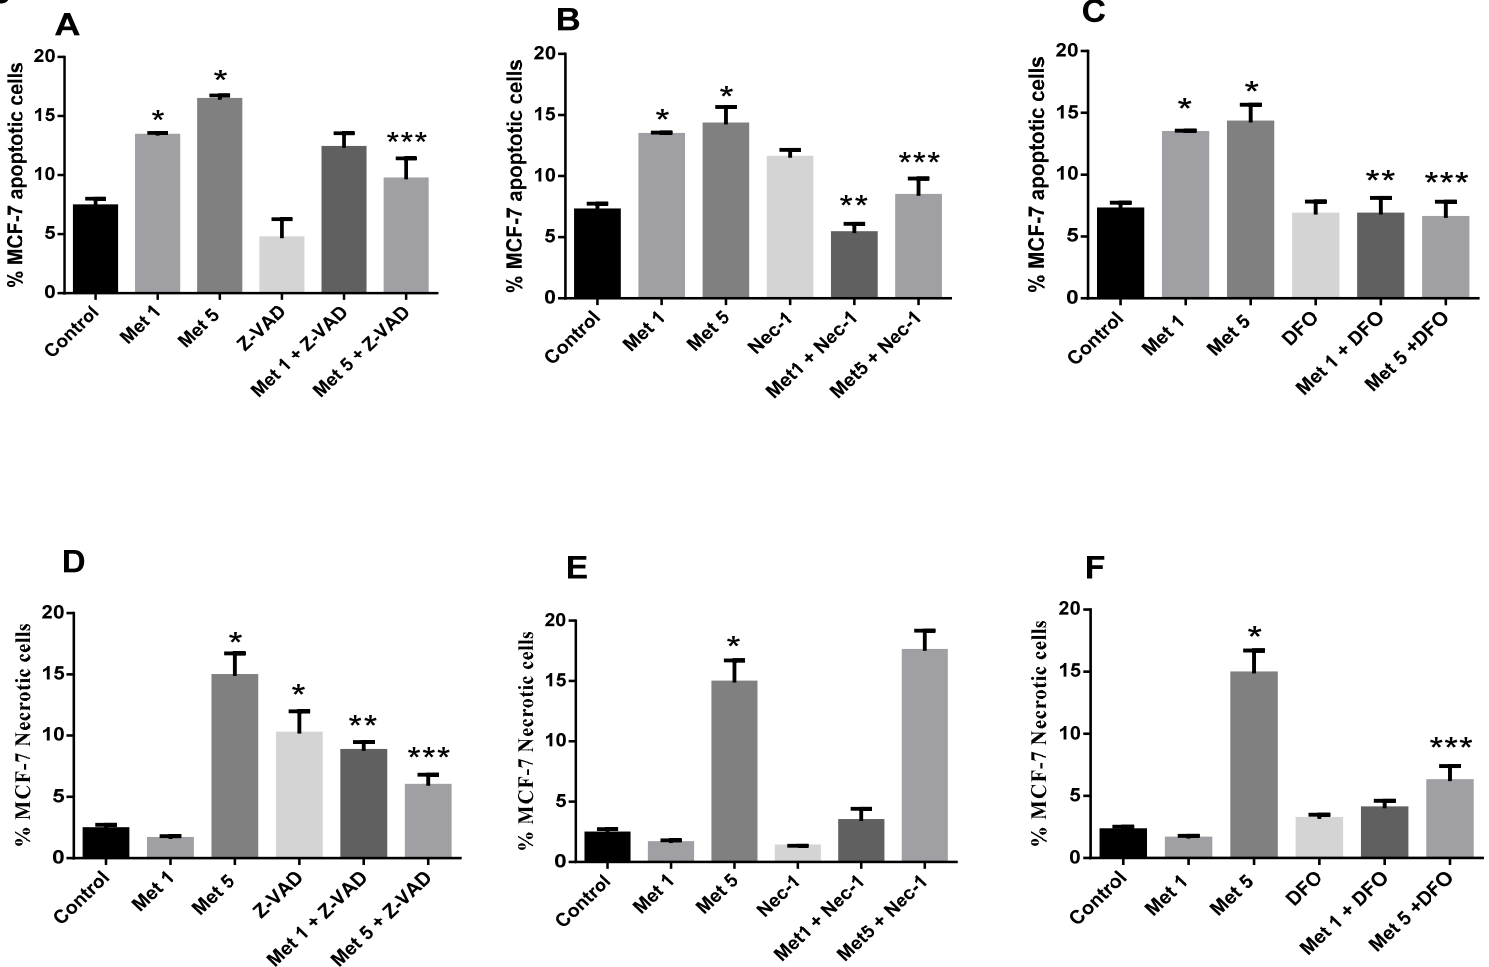 A
% MCF-7 apoptotic cells
20
15
10
5
0
*
*
***
Control
Met 1
Met 5
Z-VAD
Met 1 + Z-VAD
Met 5 + Z-VAD
B
% MCF-7 apoptotic cells
20
15
10
5
0
*
*
**
***
Control
Met 1
Met 5
Nec-1
Met1 + Nec-1
Met5 + Nec-1
C
% MCF-7 apoptotic cells
20
15
10
5
0
*
*
**
***
Control
Met 1
Met 5
DFO
Met 1 + DFO
Met 5 +DFO
D
% MCF-7 Necrotic cells
20
15
10
5
0
*
*
**
***
Control
Met 1
Met 5
Z-VAD
Met 1 + Z-VAD
Met 5 + Z-VAD
E
% MCF-7 Necrotic cells
20
15
10
5
0
*
Control
Met 1
Met 5
Nec-1
Met1 + Nec-1
Met5 + Nec-1
F
% MCF-7 Necrotic cells
20
15
10
5
0
*
***
Control
Met 1
Met 5
DFO
Met 1 + DFO
Met 5 +DFO